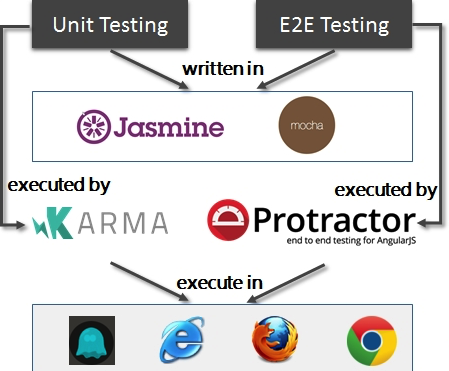 Unit Testing
E2E Testing
written in
Jasmine
mocha
executed by
executed by
KARMA
Protractor
end to end testing for AngularJS
execute in